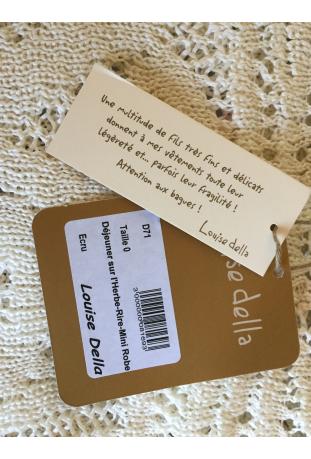 Une multitude de fils très fins et délicats
donnent à mes vêtements toute leur
légèreté et... parfois leur fragilité !
Attention aux bagues !
Louise della
se della
D71
Taille 0
Déjeuner sur l'Herbe-Rire-Mini Robe
Ecru
Louise Della